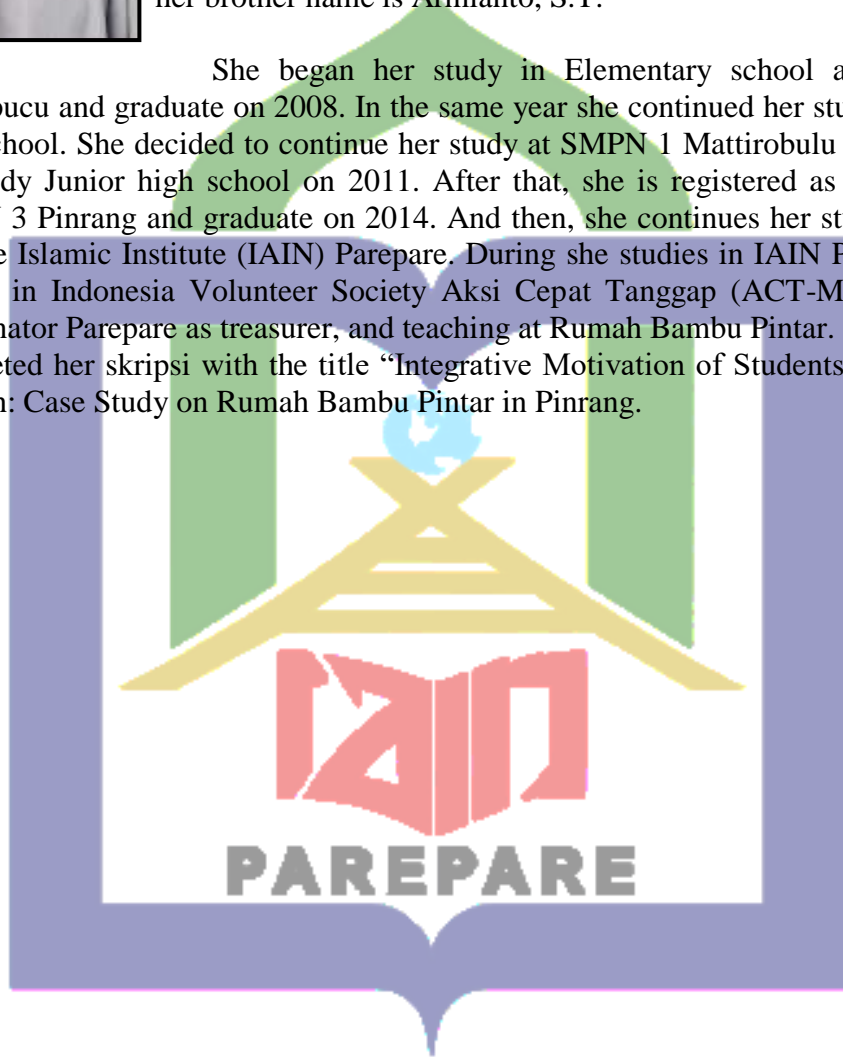 her brother name is Armanto, S.T.
She began her study in Elementary school a
bucu and graduate on 2008. In the same year she continued her stu
chool. She decided to continue her study at SMPN 1 Mattirobulu
dy Junior high school on 2011. After that, she is registered as
3 Pinrang and graduate on 2014. And then, she continues her stu
e Islamic Institute (IAIN) Parepare. During she studies in IAIN P
in Indonesia Volunteer Society Aksi Cepat Tanggap (ACT-M
nator Parepare as treasurer, and teaching at Rumah Bambu Pintar.
eted her skripsi with the title “Integrative Motivation of Students
n: Case Study on Rumah Bambu Pintar in Pinrang.
iain
PAREPARE